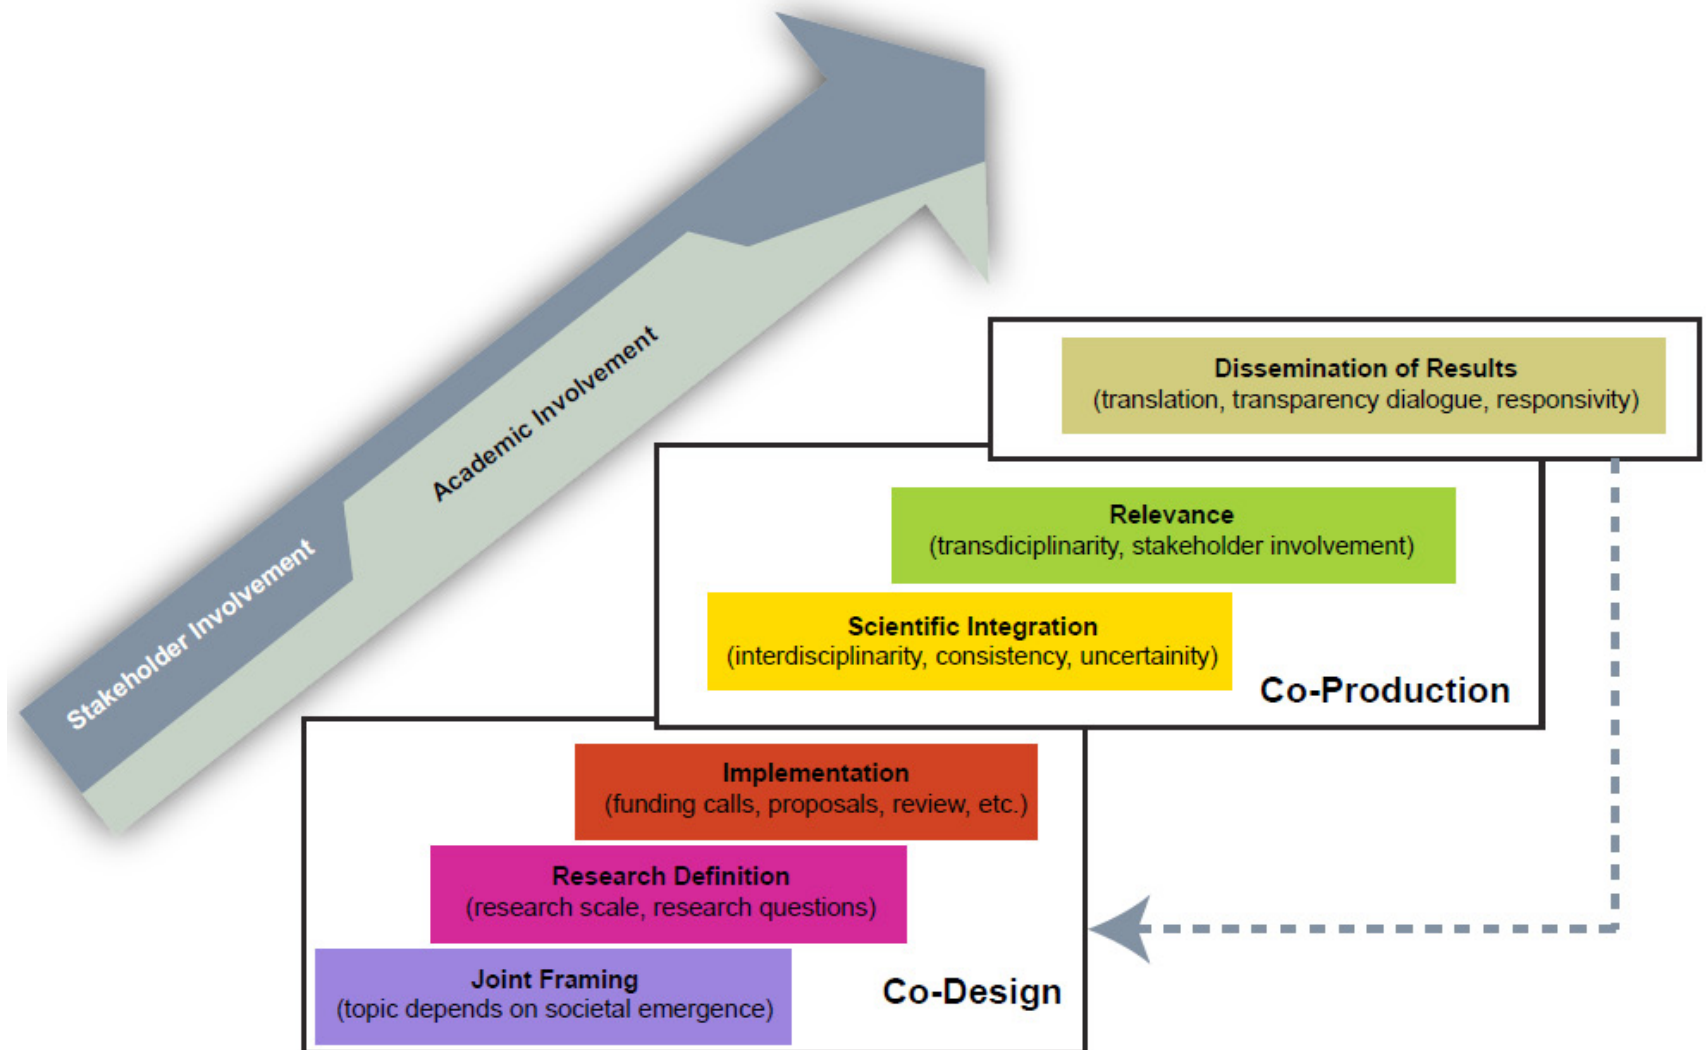 Stakeholder Involvement
Academic Involvement
Dissemination of Results
(translation, transparency dialogue, responsivity)
Relevance
(transdiciplinarity, stakeholder involvement)
Scientific Integration
(interdisciplinarity, consistency, uncertainity)
Co-Production
Implementation
(funding calls, proposals, review, etc.)
Research Definition
(research scale, research questions)
Joint Framing
(topic depends on societal emergence)
Co-Design